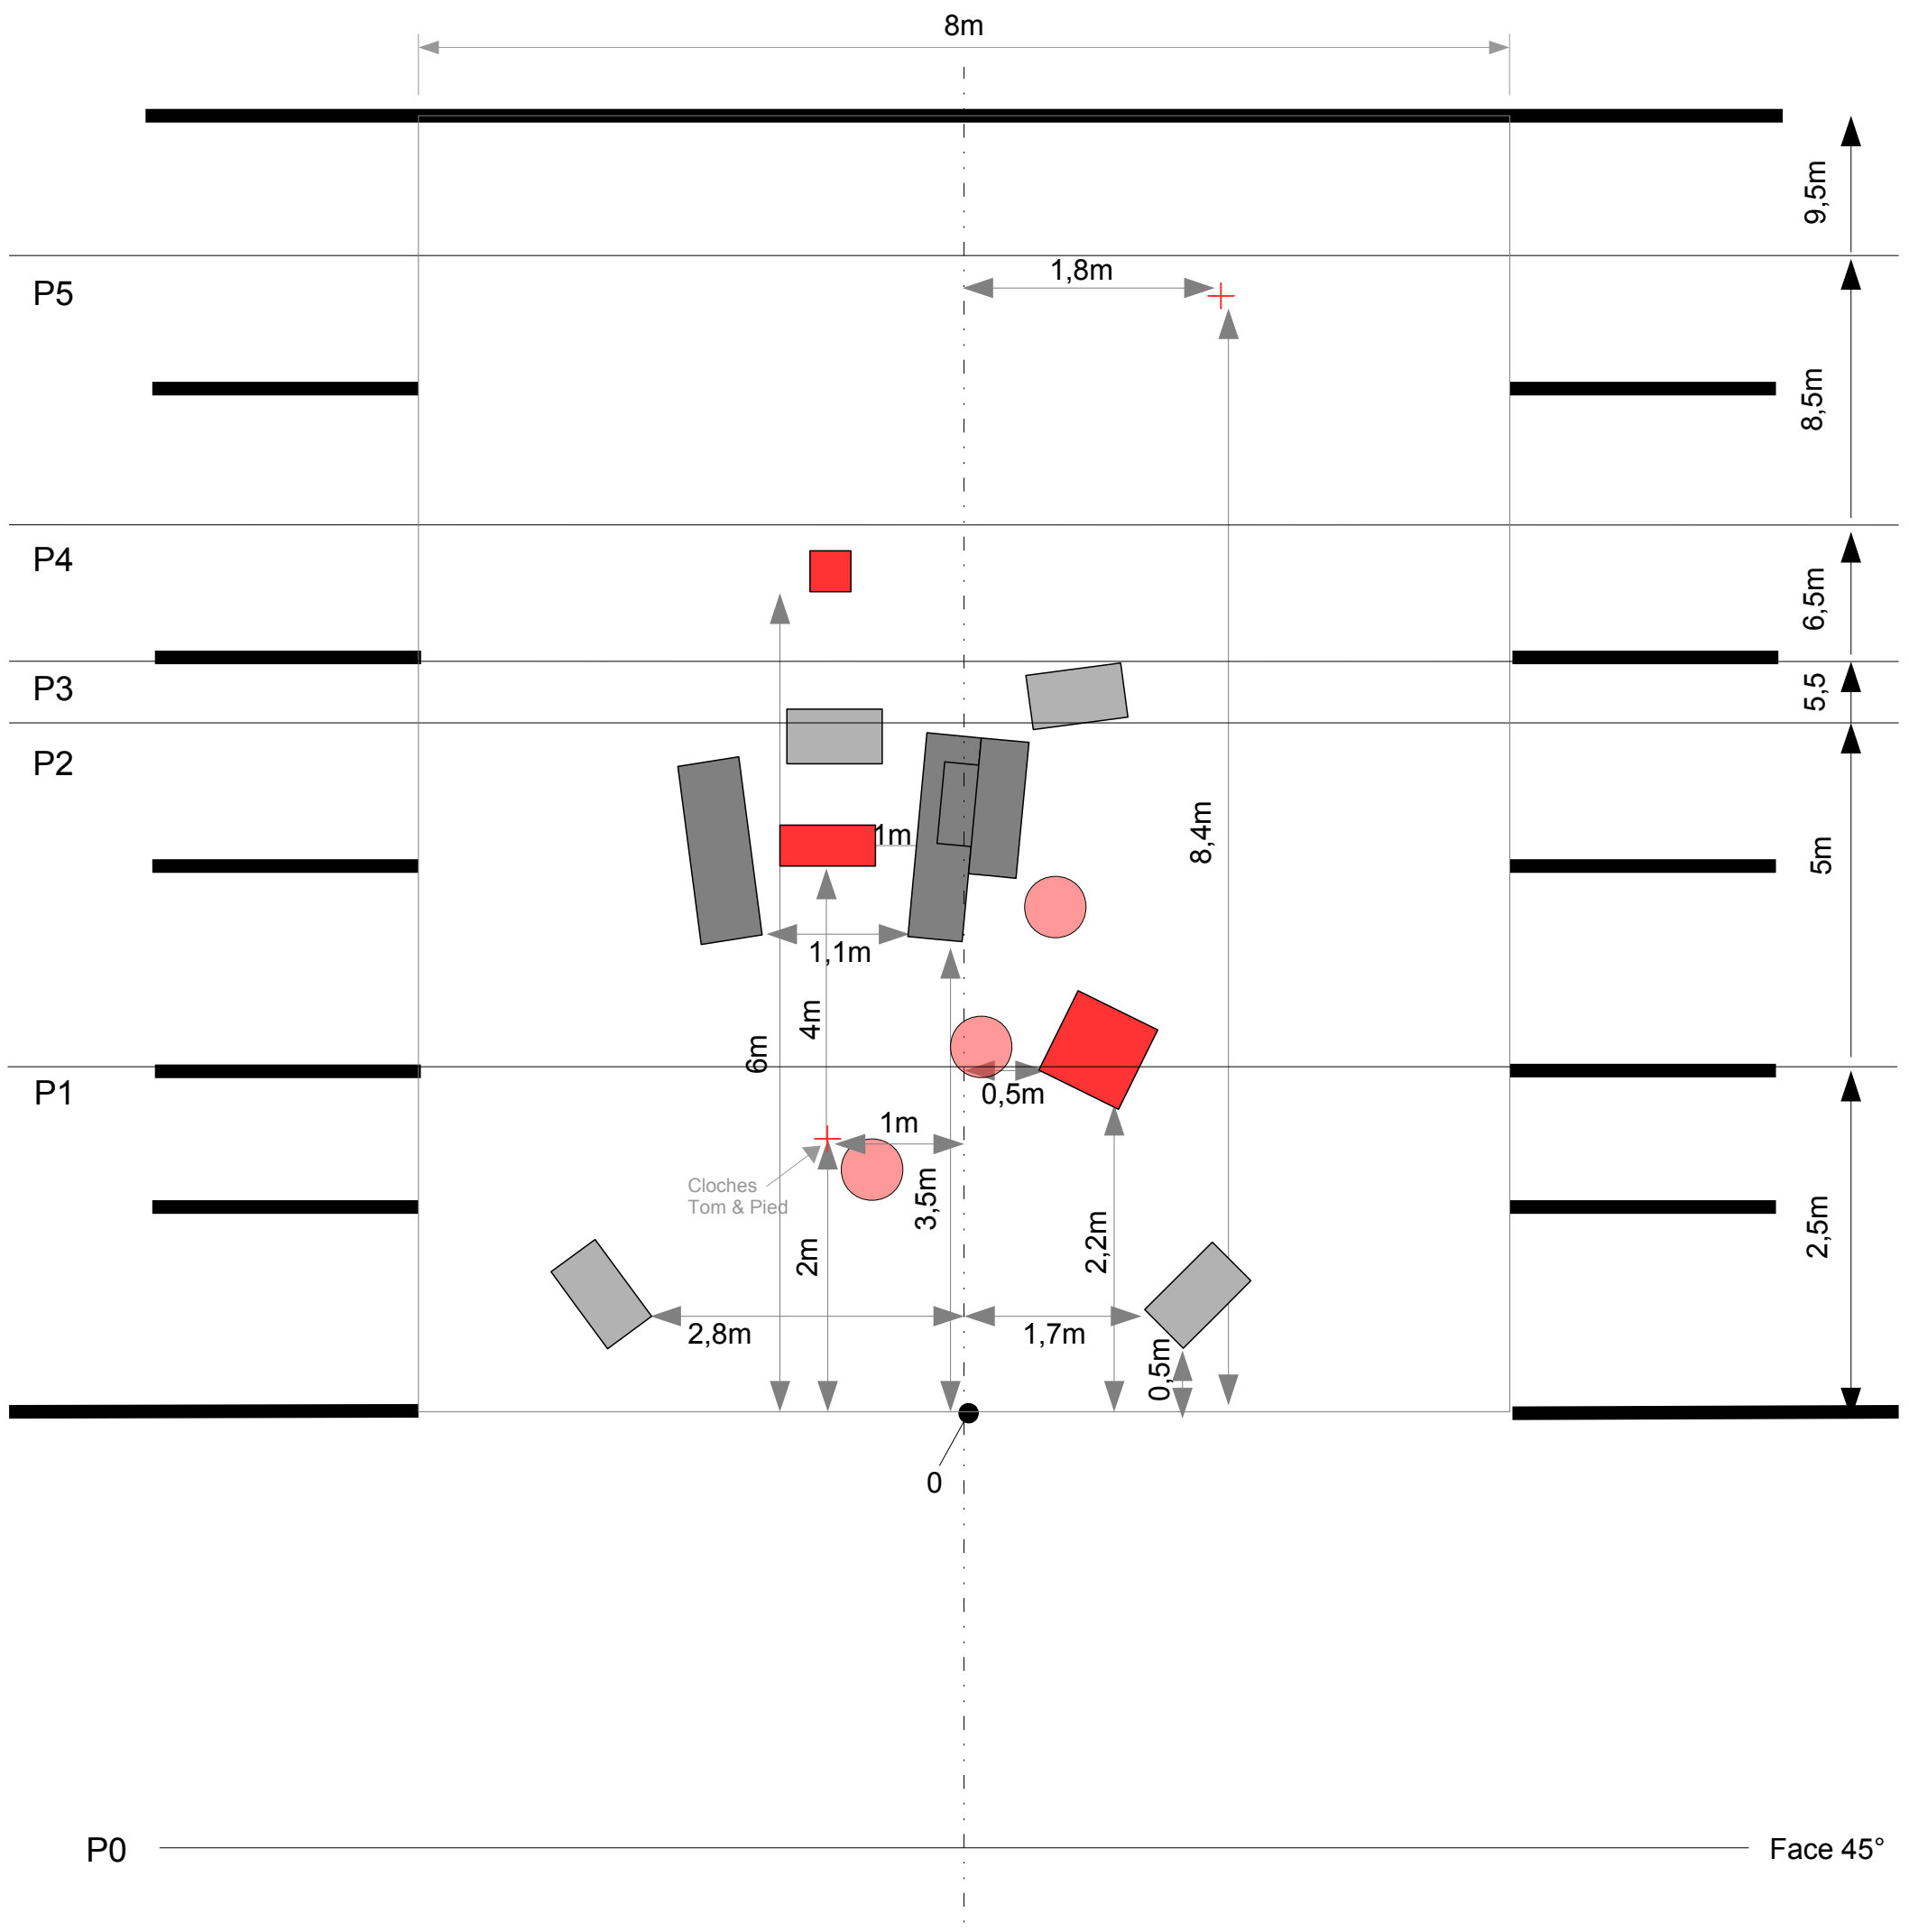 8m
9,5m
1,8m
P5
8,5m
P4
6,5m
P3
5,5
P2
1m
8,4m
5m
1,1m
4m
6m
P1
0,5m
1m
Cloches
Tom & Pied
3,5m
2,2m
2,5m
2m
2,8m
1,7m
0,5m
0
P0
Face 45°